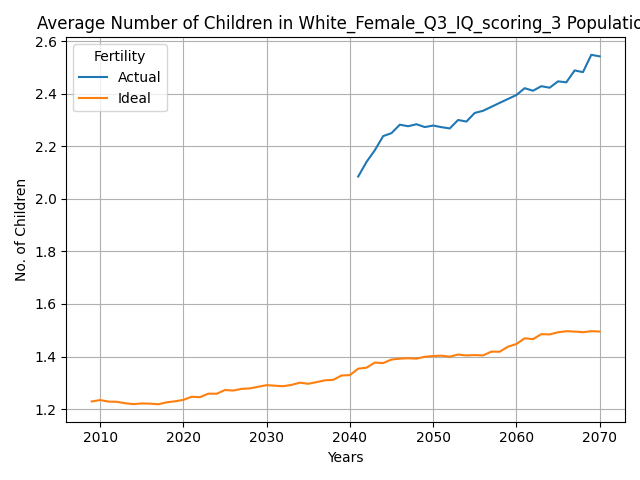 Average Number of Children in White_Female_Q3_IQ_scoring_3 Populatio
Fertility
Actual
Ideal
No. of Children
2.6
2.4
2.2
2.0
1.8
1.6
1.4
1.2
2010 2020 2030 2040 2050 2060 2070
Years